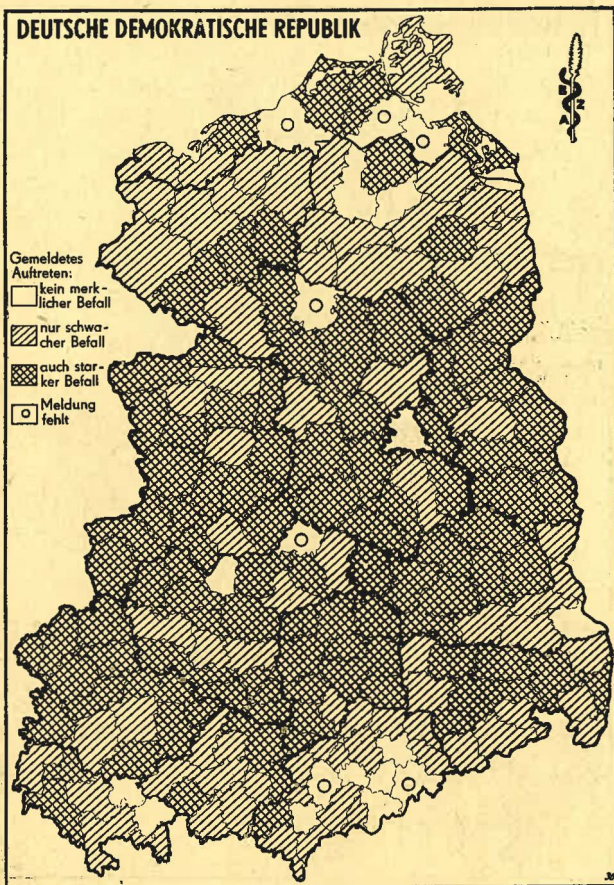 DEUTSCHE DEMOKRATISCHE REPUBLIK
Gemeldetes
Auftreten:
kein merk-
licher Befall
nur schwa-
cher Befall
auch star-
ker Befall
Meldung
fehlt